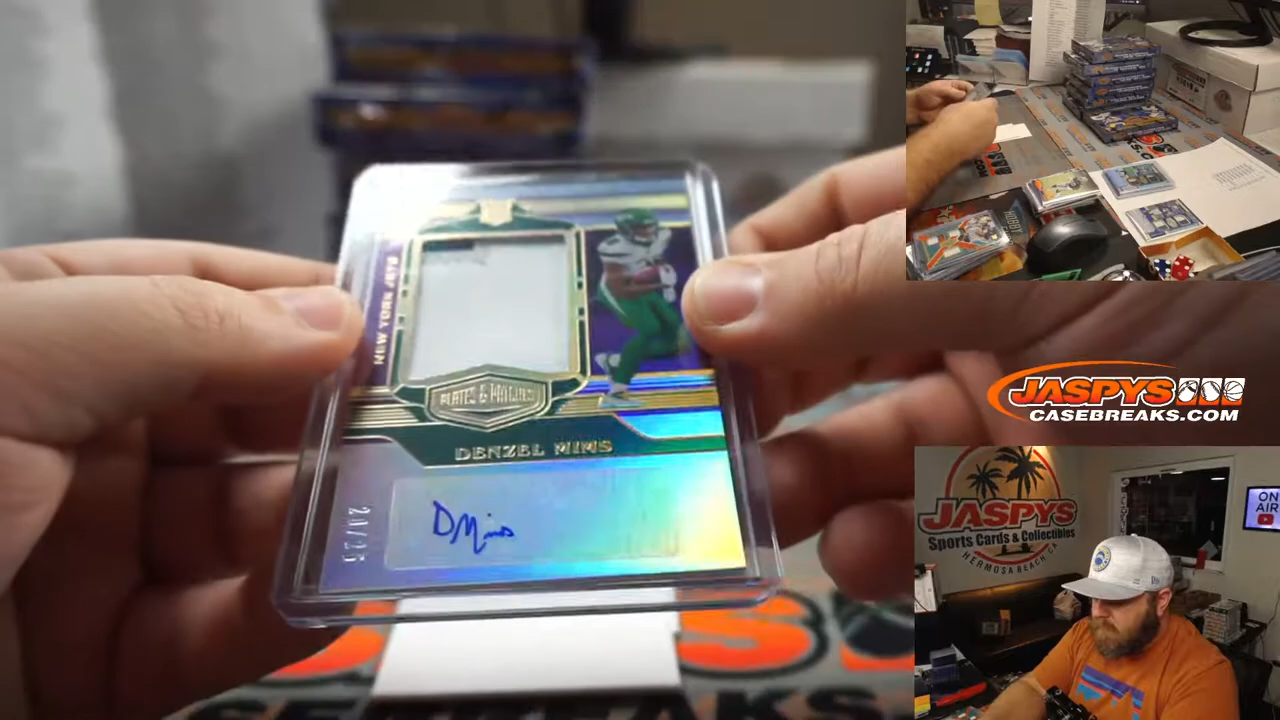 NEW YORK JETS
PLATES & PATCHES
DENZEL MIMS
DMims
20/25
JASPYS
CASEBREAKS.COM
JASPYS
Sports Cards & Collectibles
HERMOSA BEACH, CA
ON
AIR